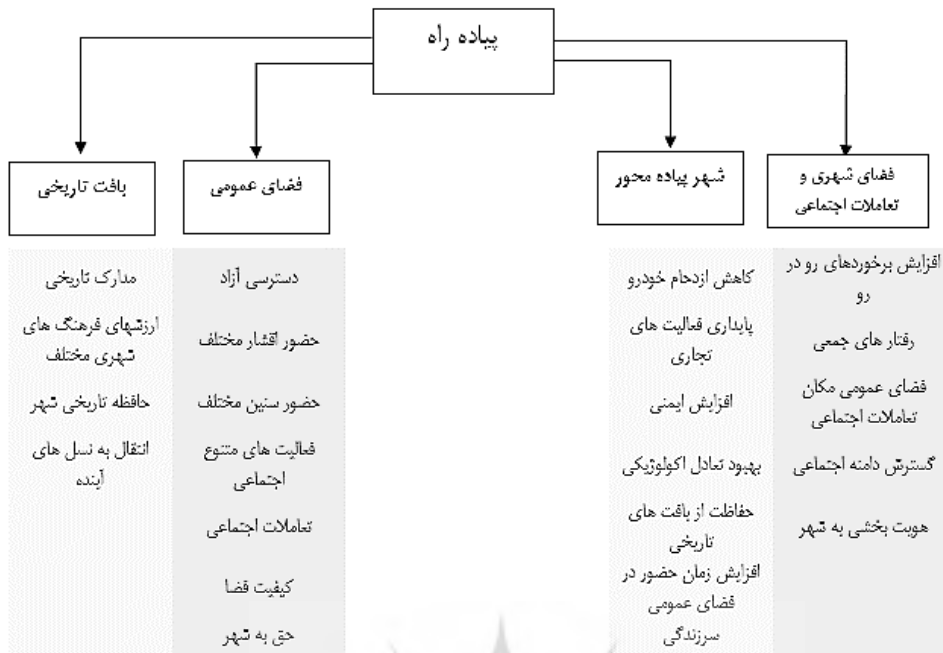 پیاده راه
فضای شهری و
تعاملات اجتماعی
شهر پیاده محور
فضای عمومی
بافت تاریخی
افزایش برخوردهای رو در
رو
رفتار های جمعی
فضای عمومی مکان
تعاملات اجتماعی
گسترش دامنه اجتماعی
هویت بخشی به شهر
کاهش ازدحام خودرو
پایداری فعالیت های
تجاری
افزایش ایمنی
بهبود تعادل اکولوژیکی
حفاظت از بافت های
تاریخی
افزایش زمان حضور در
فضای عمومی
سرزندگی
دسترسی آزاد
حضور اقشار مختلف
حضور سنین مختلف
فعالیت های متنوع
اجتماعی
تعاملات اجتماعی
کیفیت فضا
حق به شهر
مدارک تاریخی
ارزشهای فرهنگ های
شهری مختلف
حافظه تاریخی شهر
انتقال به نسل های
آینده